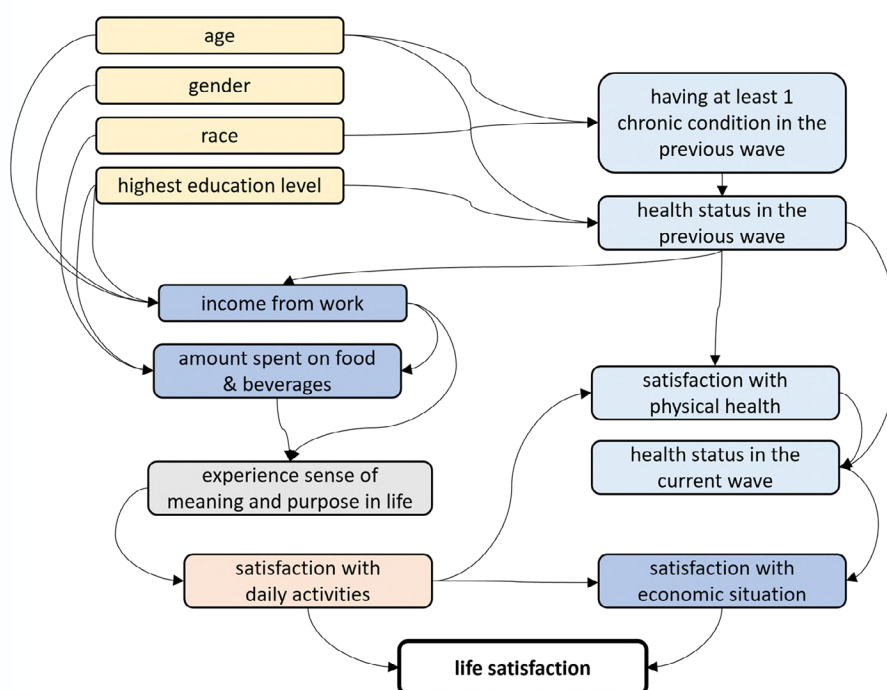 age
gender
race
highest education level
having at least 1
chronic condition in the
previous wave
health status in the
previous wave
income from work
amount spent on food
& beverages
satisfaction with
physical health
health status in the
current wave
experience sense of
meaning and purpose in life
satisfaction with
daily activities
satisfaction with
economic situation
life satisfaction